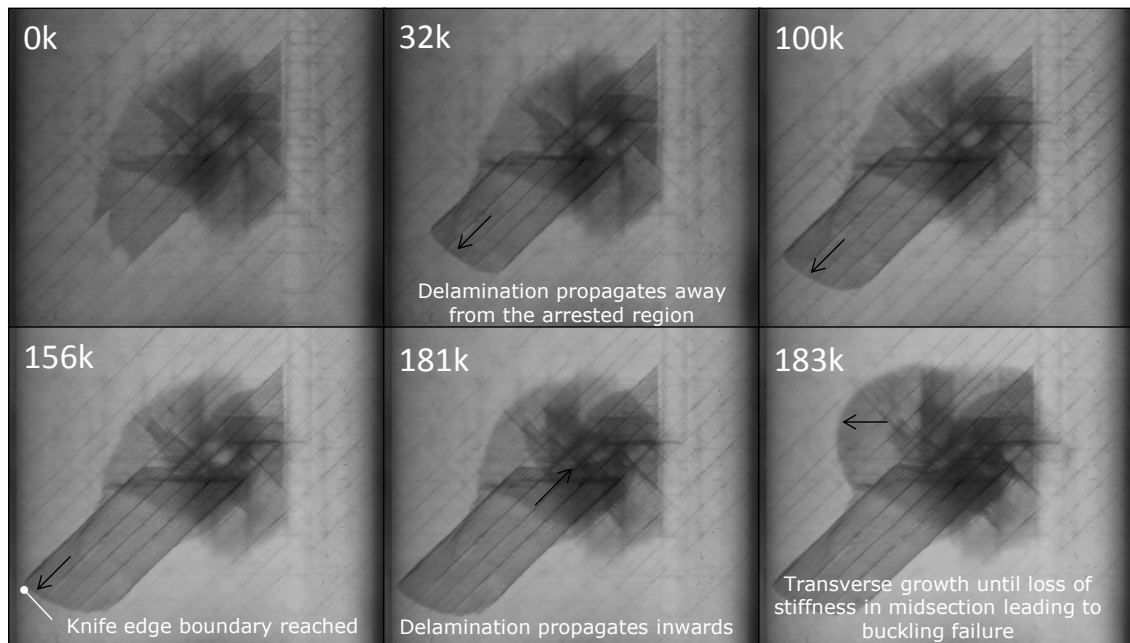 0k
32k
100k
Delamination propagates away
from the arrested region
156k
181k
183k
Knife edge boundary reached
Delamination propagates inwards
Transverse growth until loss of
stiffness in midsection leading to
buckling failure